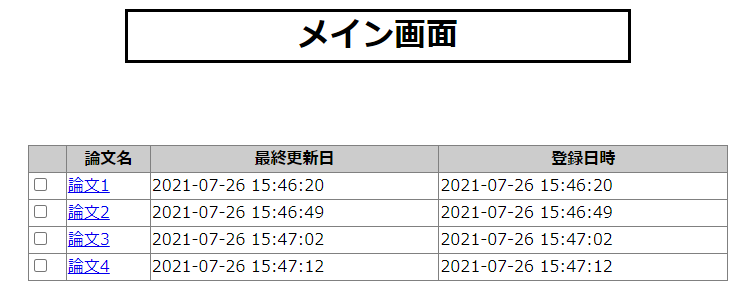 メイン画面
論文名 最終更新日 登録日時
論文1 2021-07-26 15:46:20 2021-07-26 15:46:20
論文2 2021-07-26 15:46:49 2021-07-26 15:46:49
論文3 2021-07-26 15:47:02 2021-07-26 15:47:02
論文4 2021-07-26 15:47:12 2021-07-26 15:47:12